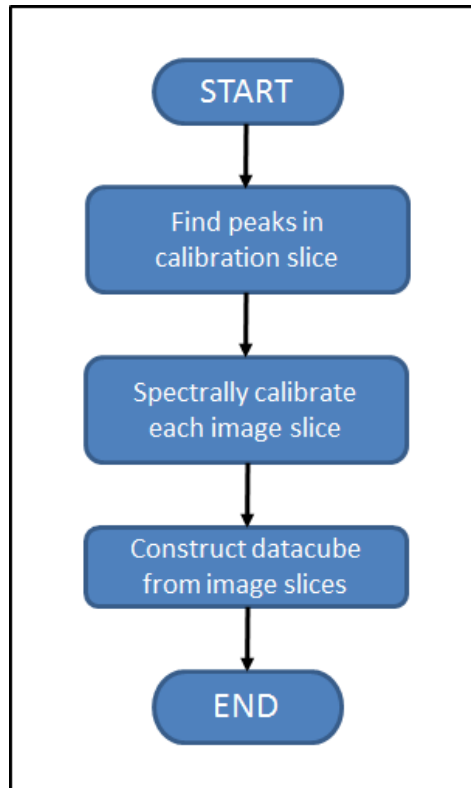 START
Find peaks in
calibration slice
Spectrally calibrate
each image slice
Construct datacube
from image slices
END